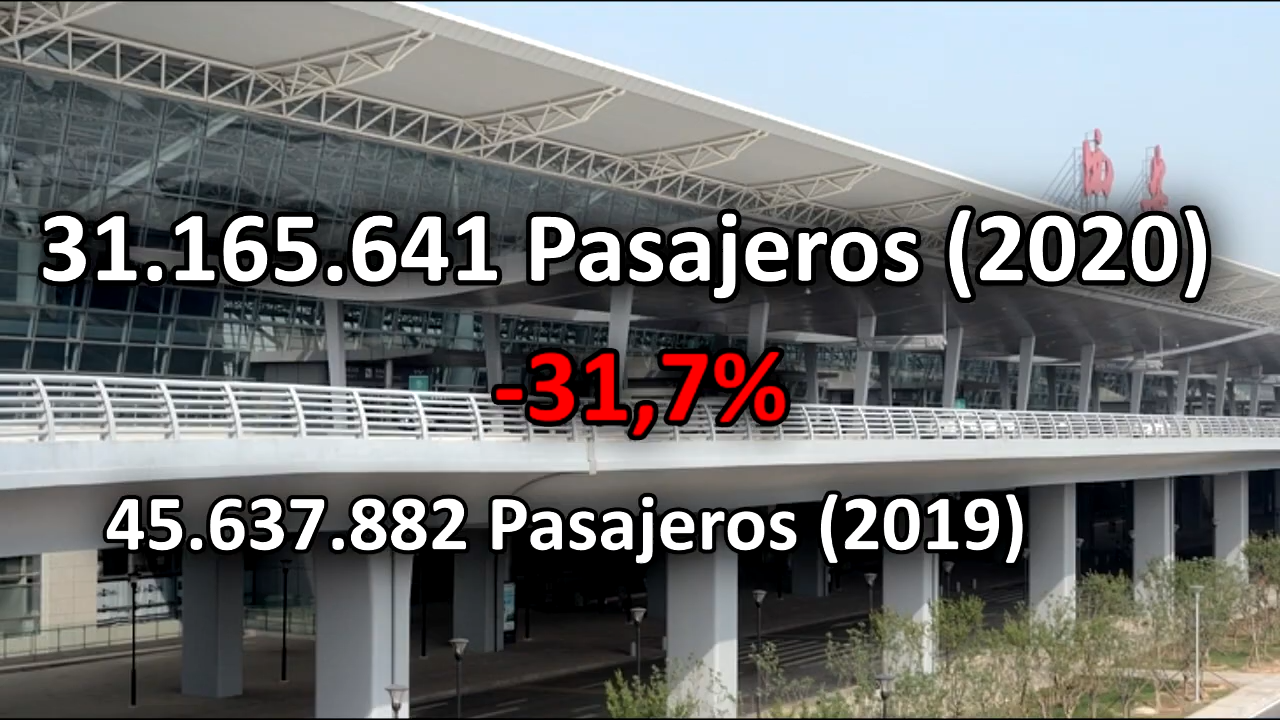 31.165.641 Pasajeros (2020)
-31,7%
45.637.882 Pasajeros (2019)